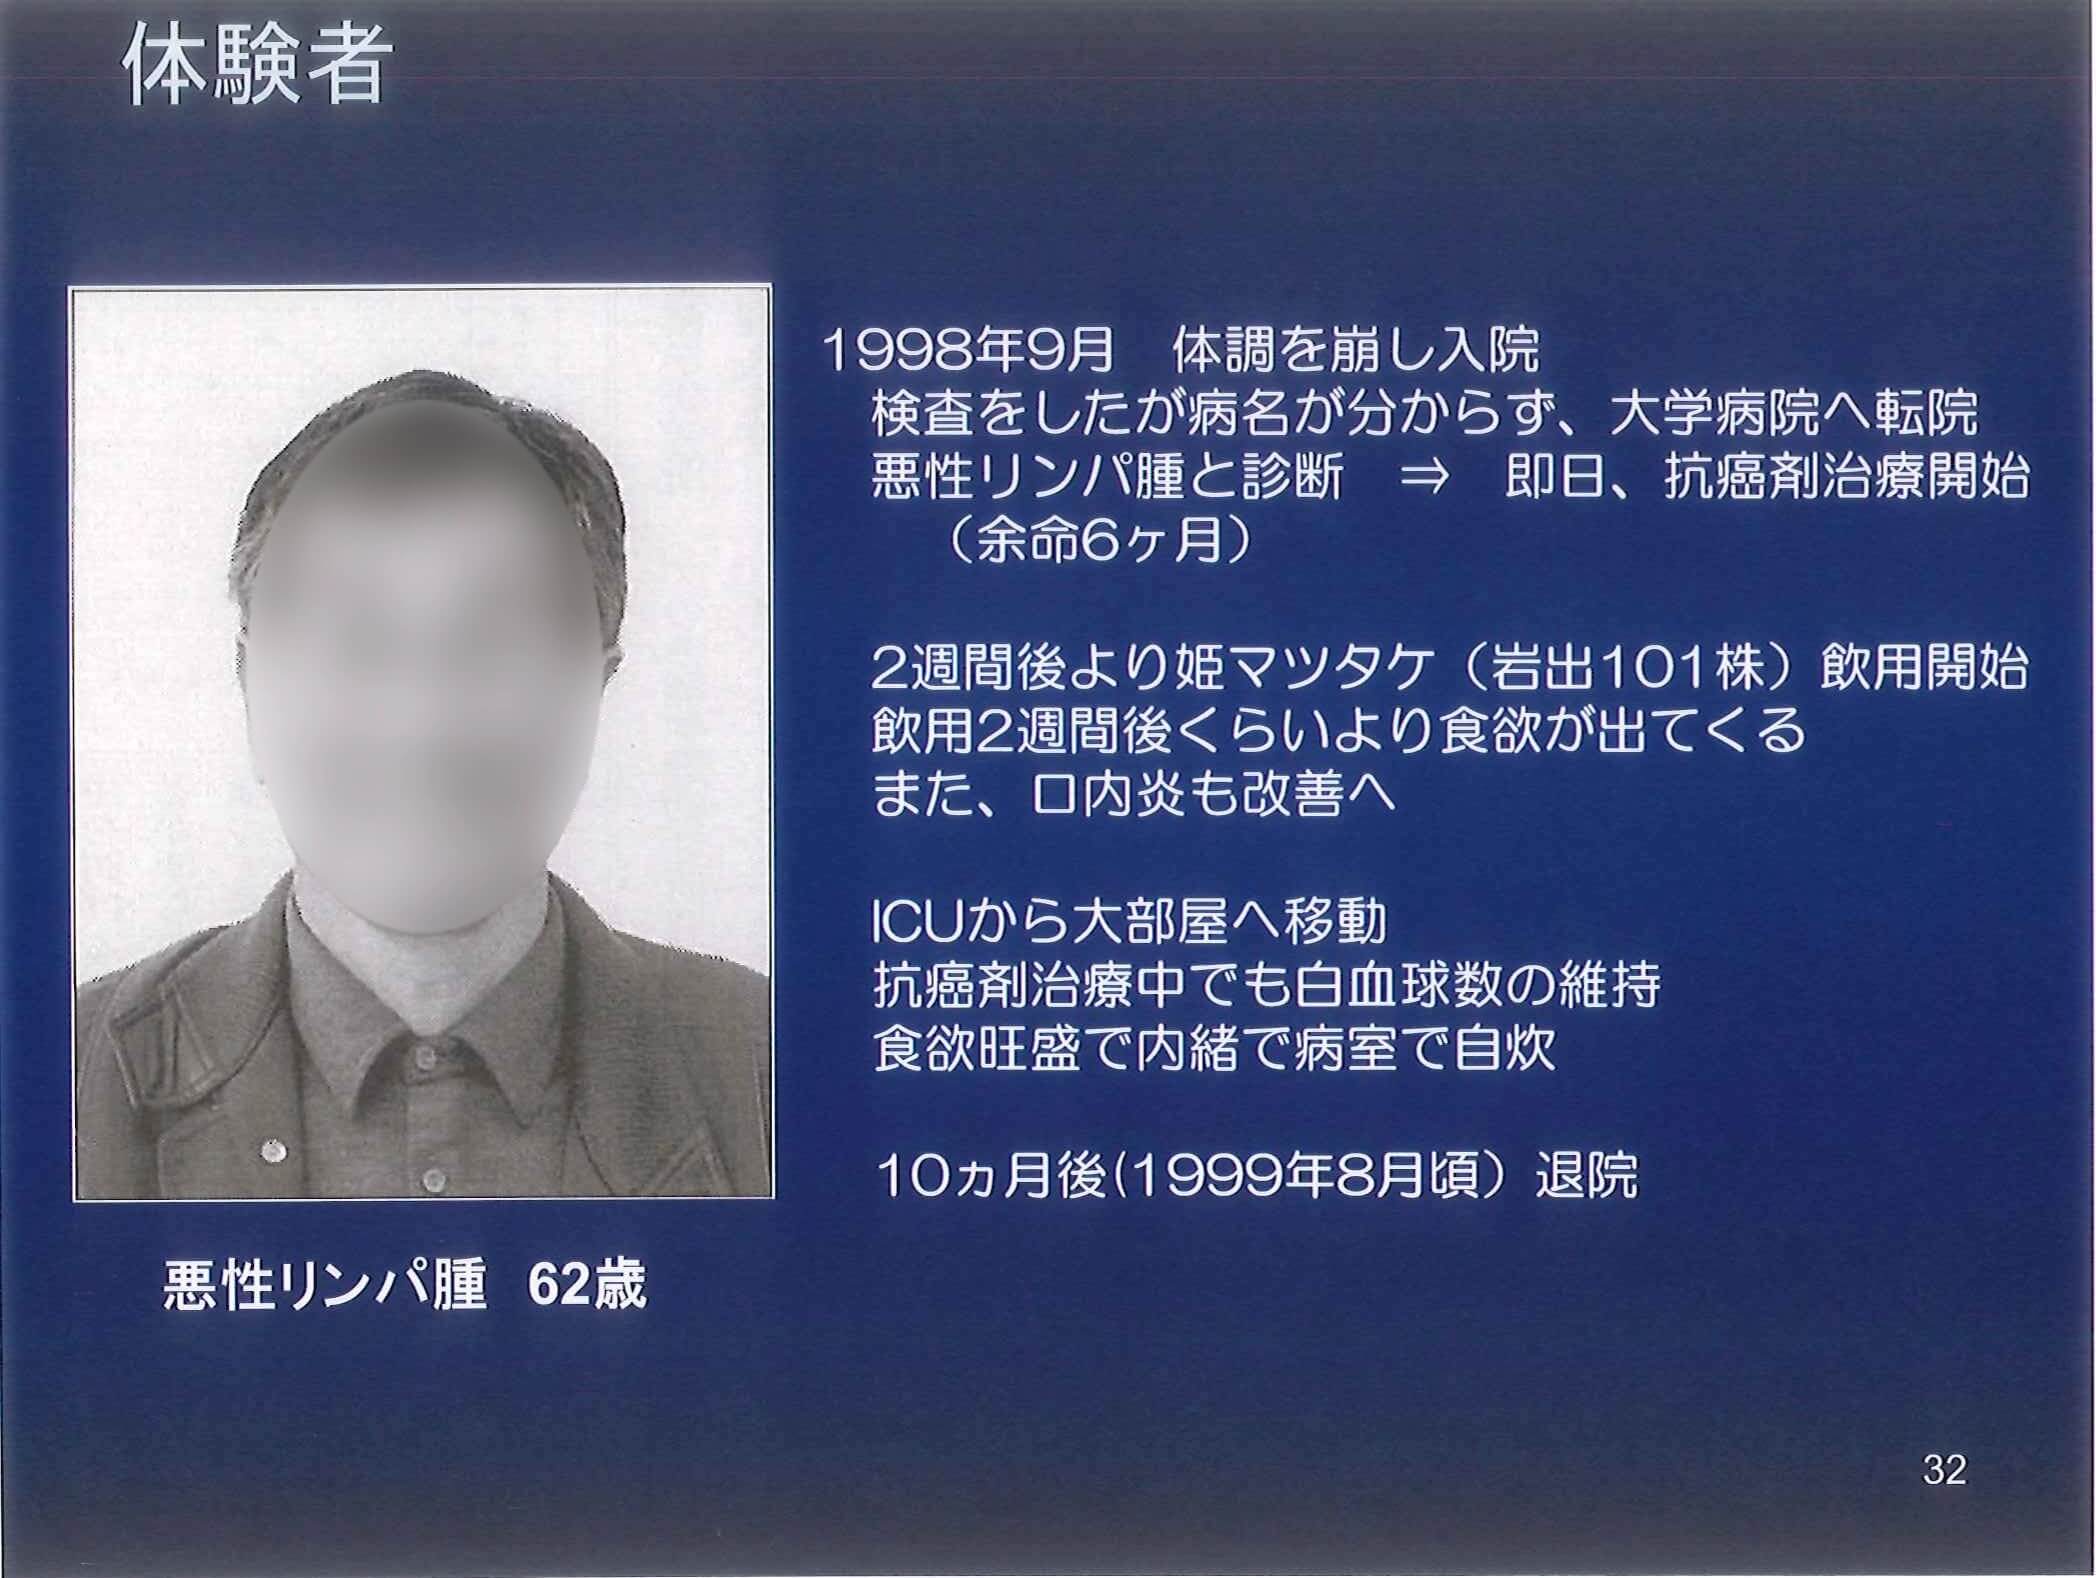 体験者
1998年9月　体調を崩し入院
検査をしたが病名が分からず、大学病院へ転院
悪性リンパ腫と診断　⇒　即日、抗癌剤治療開始
（余命6ヶ月）
2週間後より姫マツタケ（岩出101株）飲用開始
飲用2週間後くらいより食欲が出てくる
また、口内炎も改善へ
ICUから大部屋へ移動
抗癌剤治療中でも白血球数の維持
食欲旺盛で内緒で病室で自炊
10ヵ月後(1999年8月頃）退院
悪性リンパ腫　62歳
32